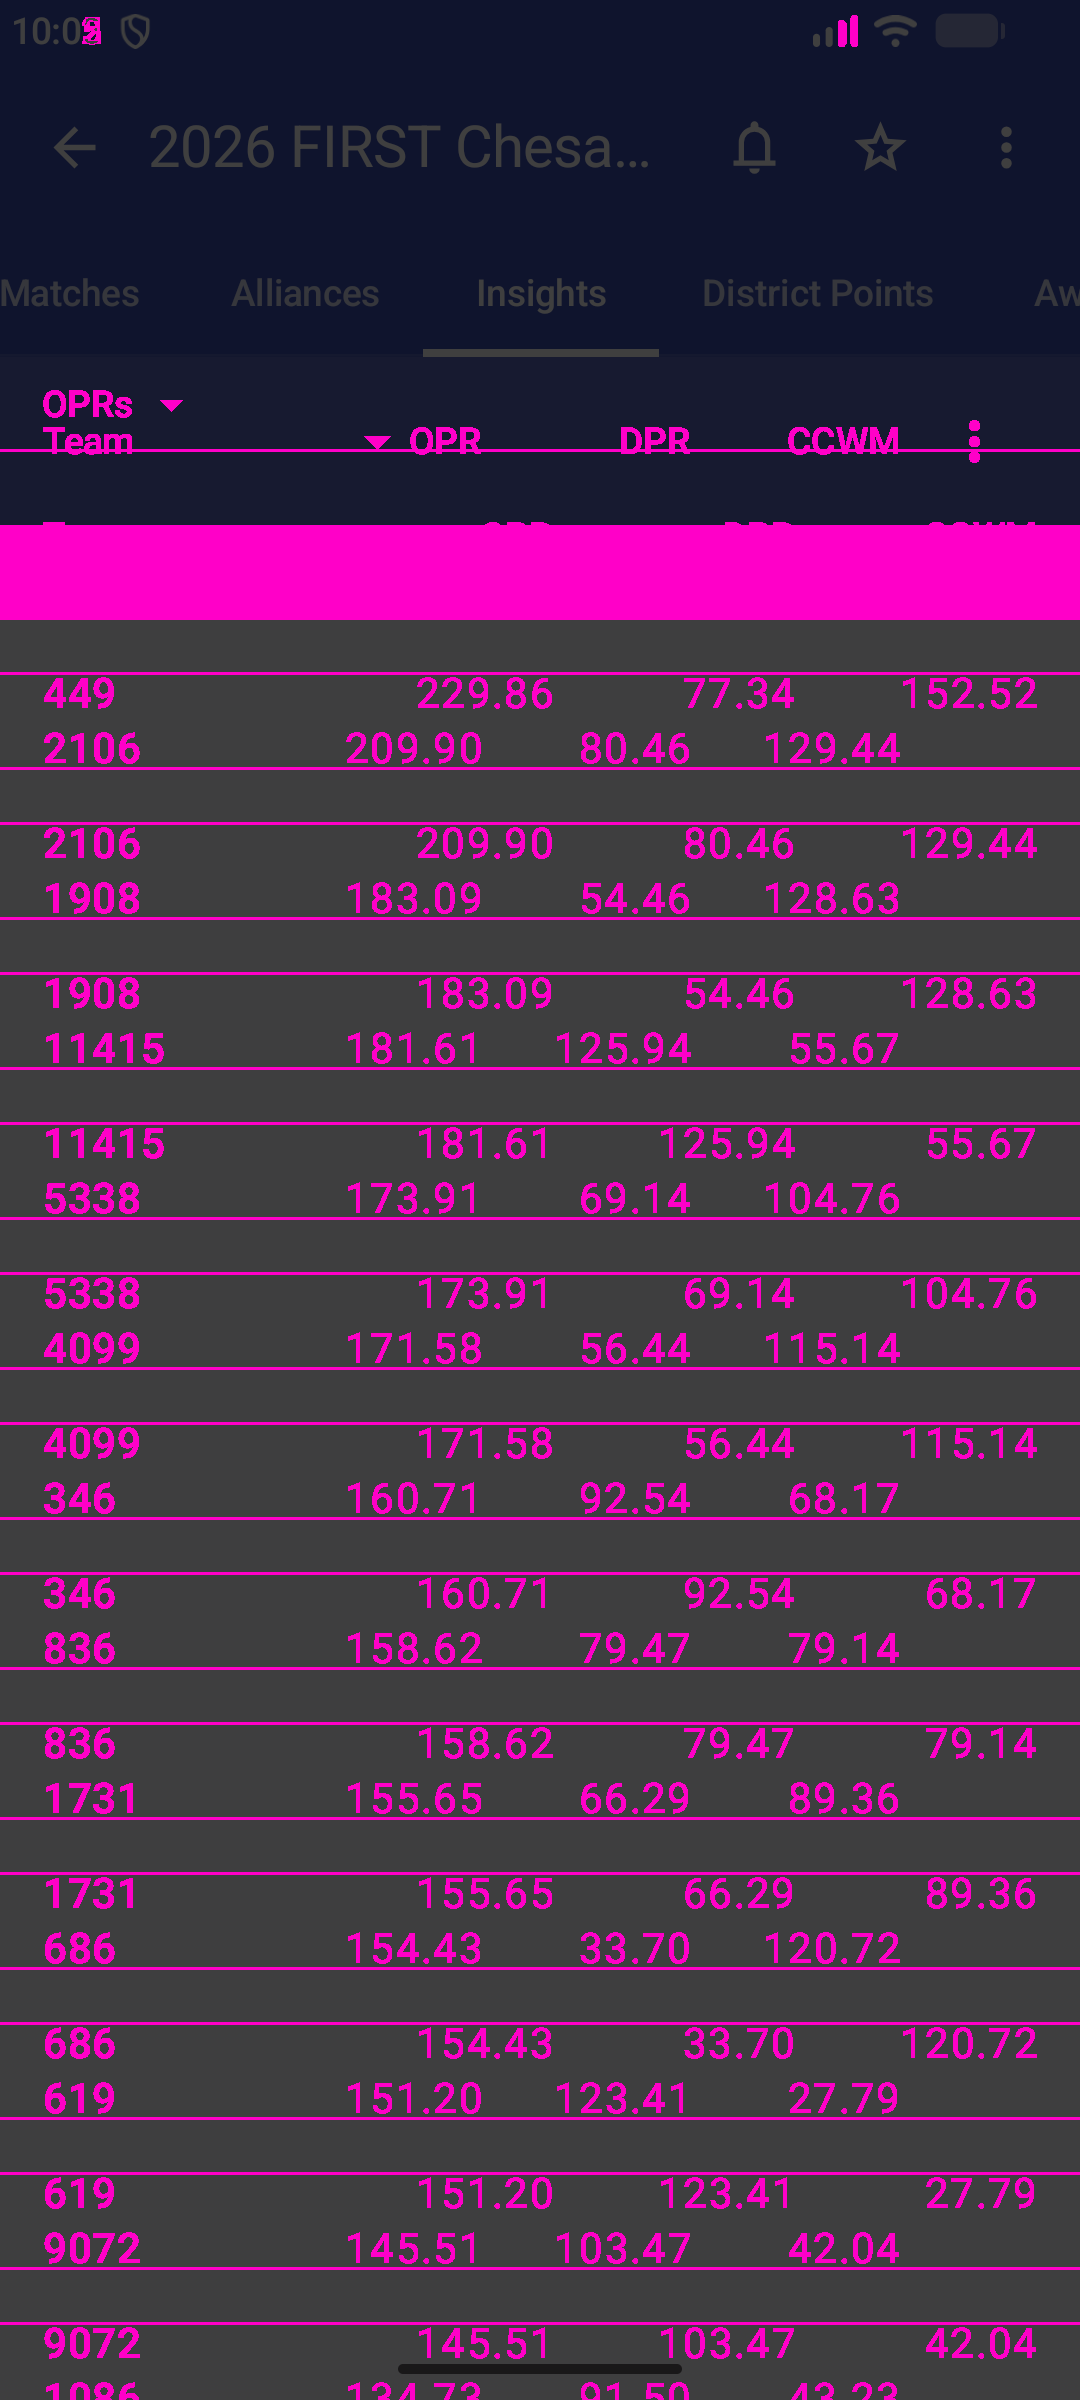 2026 FIRST Chesa…
Matches Alliances Insights District Points Aw
OPRs
Team OPR DPR CCWM
449 229.86 77.34 152.52
2106 209.90 80.46 129.44
2106 209.90 80.46 129.44
1908 183.09 54.46 128.63
1908 183.09 54.46 128.63
11415 181.61 125.94 55.67
11415 181.61 125.94 55.67
5338 173.91 69.14 104.76
5338 173.91 69.14 104.76
4099 171.58 56.44 115.14
4099 171.58 56.44 115.14
346 160.71 92.54 68.17
346 160.71 92.54 68.17
836 158.62 79.47 79.14
836 158.62 79.47 79.14
1731 155.65 66.29 89.36
1731 155.65 66.29 89.36
686 154.43 33.70 120.72
686 154.43 33.70 120.72
619 151.20 123.41 27.79
619 151.20 123.41 27.79
9072 145.51 103.47 42.04
9072 145.51 103.47 42.04
1086 134.73 91.50 43.23